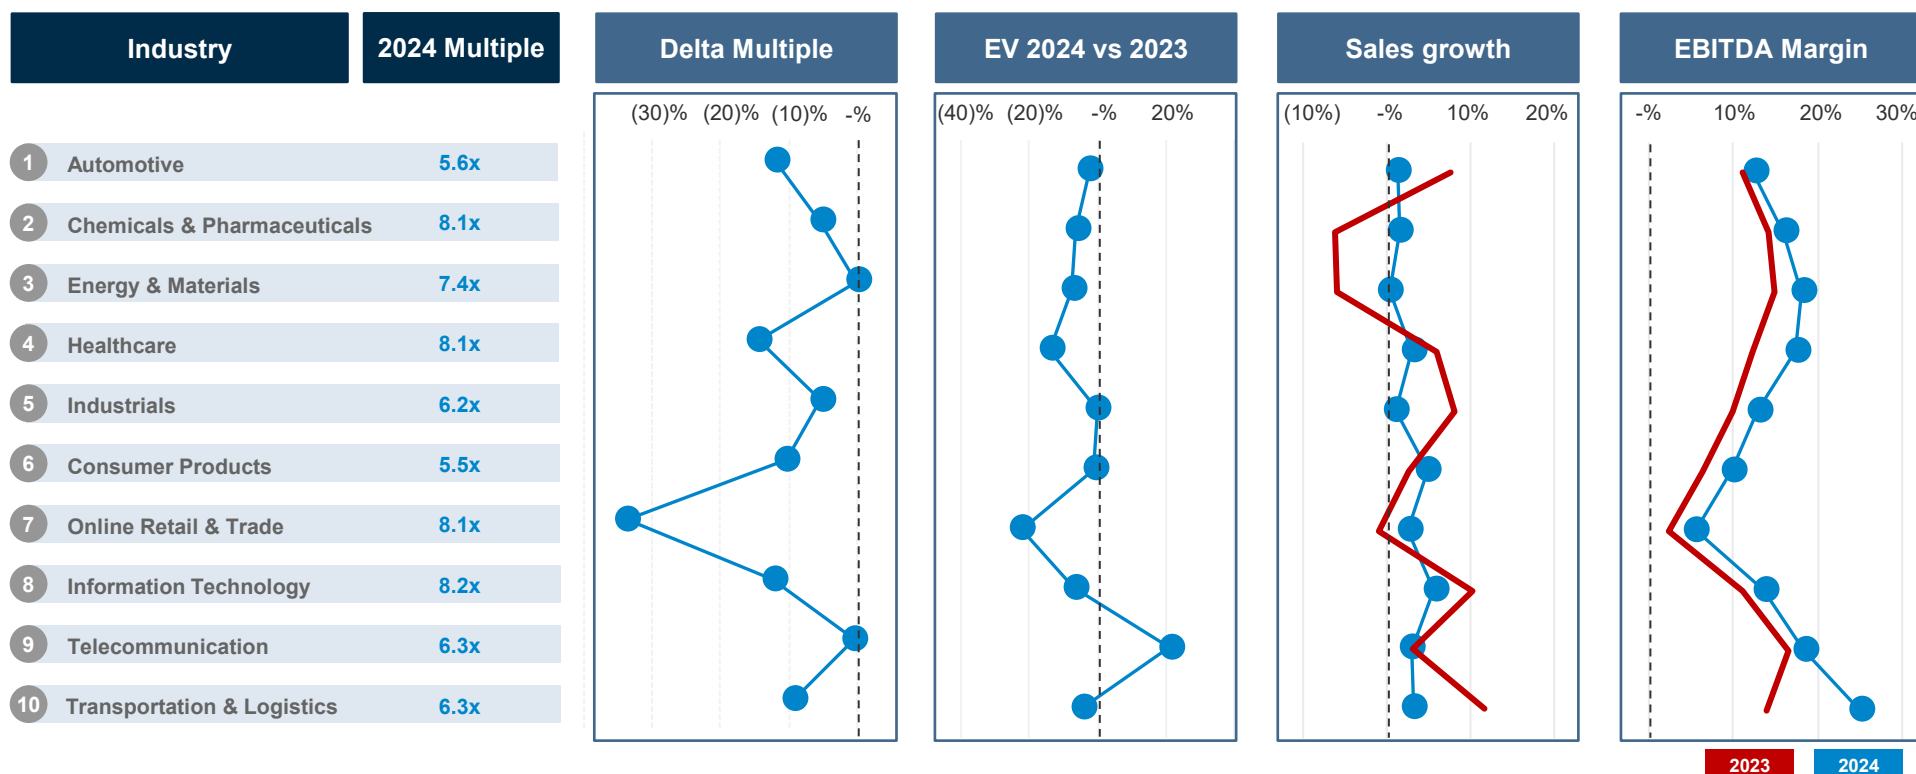 Industry 2024 Multiple Delta Multiple EV 2024 vs 2023 Sales growth EBITDA Margin
(30)% (20)% (10)% -% (40)% (20)% -% 20% (10%) -% 10% 20% -% 10% 20% 30%
1 Automotive 5.6x
2 Chemicals & Pharmaceuticals 8.1x
3 Energy & Materials 7.4x
4 Healthcare 8.1x
5 Industrials 6.2x
6 Consumer Products 5.5x
7 Online Retail & Trade 8.1x
8 Information Technology 8.2x
9 Telecommunication 6.3x
10 Transportation & Logistics 6.3x
2023 2024